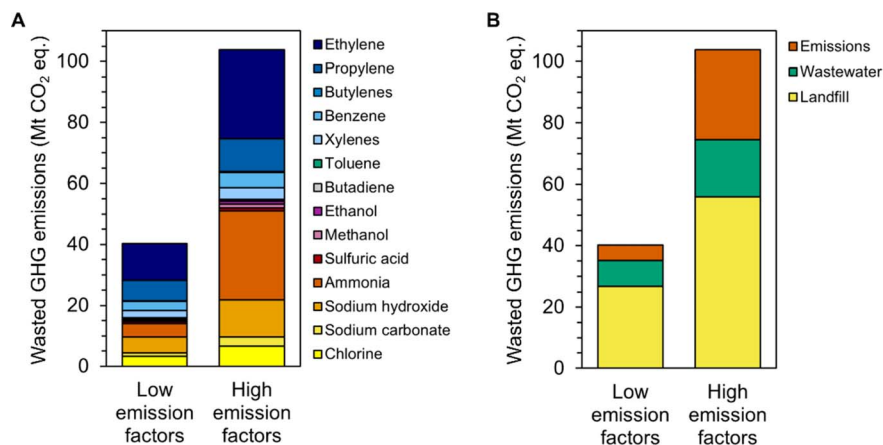 A
Wasted GHG emissions (Mt CO₂ eq.)
100
80
60
40
20
0
Low
emission
factors
High
emission
factors
Ethylene
Propylene
Butylenes
Benzene
Xylenes
Toluene
Butadiene
Ethanol
Methanol
Sulfuric acid
Ammonia
Sodium hydroxide
Sodium carbonate
Chlorine
B
Wasted GHG emissions (Mt CO₂ eq.)
100
80
60
40
20
0
Low
emission
factors
High
emission
factors
Emissions
Wastewater
Landfill